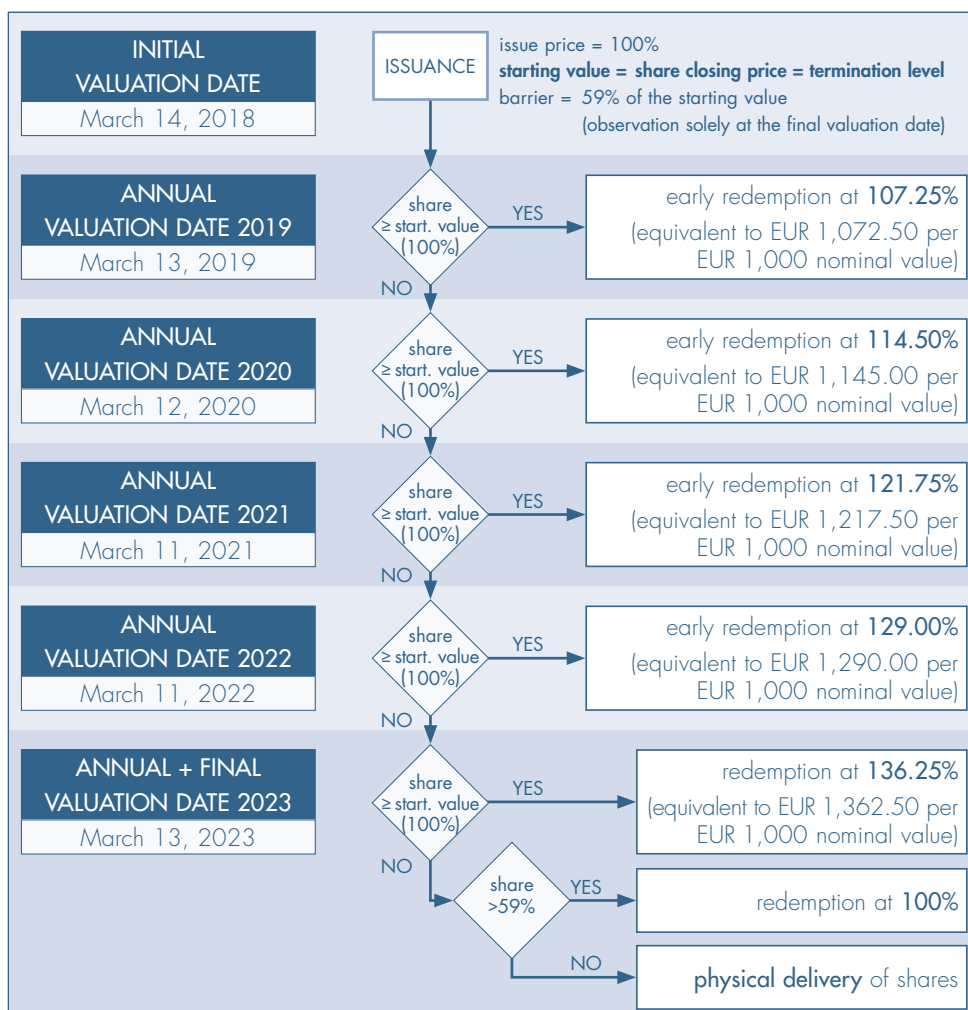 INITIAL
VALUATION DATE
March 14, 2018
ISSUANCE
issue price = 100%
starting value = share closing price = termination level
barrier = 59% of the starting value
(observation solely at the final valuation date)
ANNUAL
VALUATION DATE 2019
March 13, 2019
share
≥ start. value
(100%)
YES
NO
early redemption at 107.25%
(equivalent to EUR 1,072.50 per
EUR 1,000 nominal value)
ANNUAL
VALUATION DATE 2020
March 12, 2020
share
≥ start. value
(100%)
YES
NO
early redemption at 114.50%
(equivalent to EUR 1,145.00 per
EUR 1,000 nominal value)
ANNUAL
VALUATION DATE 2021
March 11, 2021
share
≥ start. value
(100%)
YES
NO
early redemption at 121.75%
(equivalent to EUR 1,217.50 per
EUR 1,000 nominal value)
ANNUAL
VALUATION DATE 2022
March 11, 2022
share
≥ start. value
(100%)
YES
NO
early redemption at 129.00%
(equivalent to EUR 1,290.00 per
EUR 1,000 nominal value)
ANNUAL + FINAL
VALUATION DATE 2023
March 13, 2023
share
≥ start. value
(100%)
YES
NO
redemption at 136.25%
(equivalent to EUR 1,362.50 per
EUR 1,000 nominal value)
share
>59%
YES
redemption at 100%
NO
physical delivery of shares